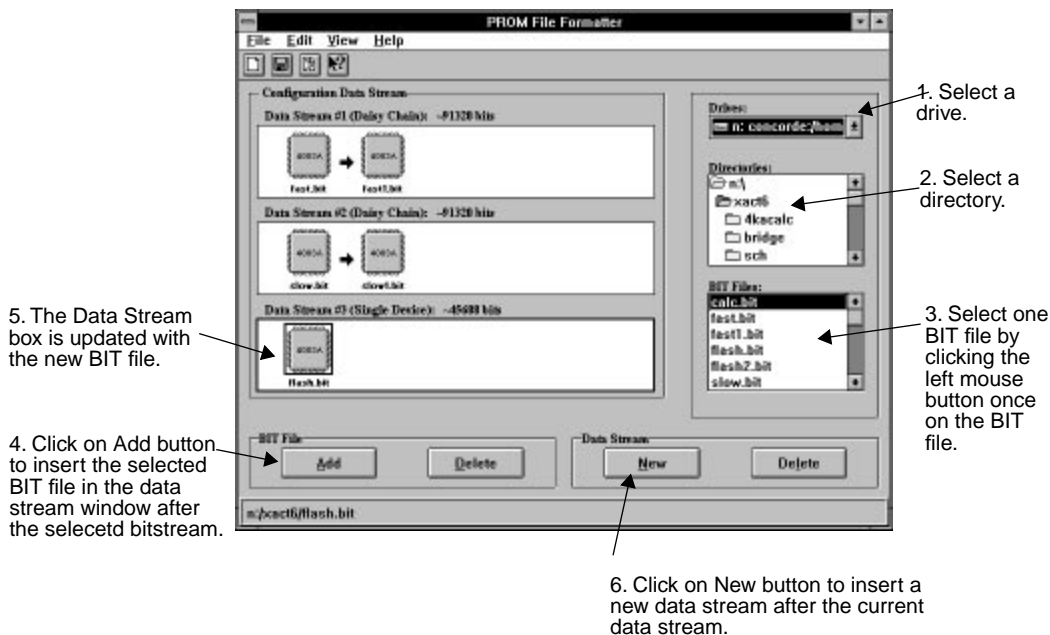 PROM File Formatter
File Edit View Help
Configuration Data Stream
Data Stream #1 (Daisy Chain): ~91320 bits
4003A
4003A
fast.bit
fast1.bit
Data Stream #2 (Daisy Chain): ~91320 bits
4003A
4003A
slow.bit
slow1.bit
Data Stream #3 (Single Device): ~45680 bits
4003A
flash.bit
Drives:
n: concorde:/hom
Directories:
n:\
xact6
4kscalc
bridge
sch
BIT Files:
calc.bit
fast.bit
fast1.bit
flash.bit
flash2.bit
slow.bit
BIT File
Add
Delete
Data Stream
New
Delete
n:/xact6/flash.bit
1. Select a
drive.
2. Select a
directory.
3. Select one
BIT file by
clicking the
left mouse
button once
on the BIT
file.
5. The Data Stream
box is updated with
the new BIT file.
4. Click on Add button
to insert the selected
BIT file in the data
stream window after
the selecetd bitstream.
6. Click on New button to insert a
new data stream after the current
data stream.